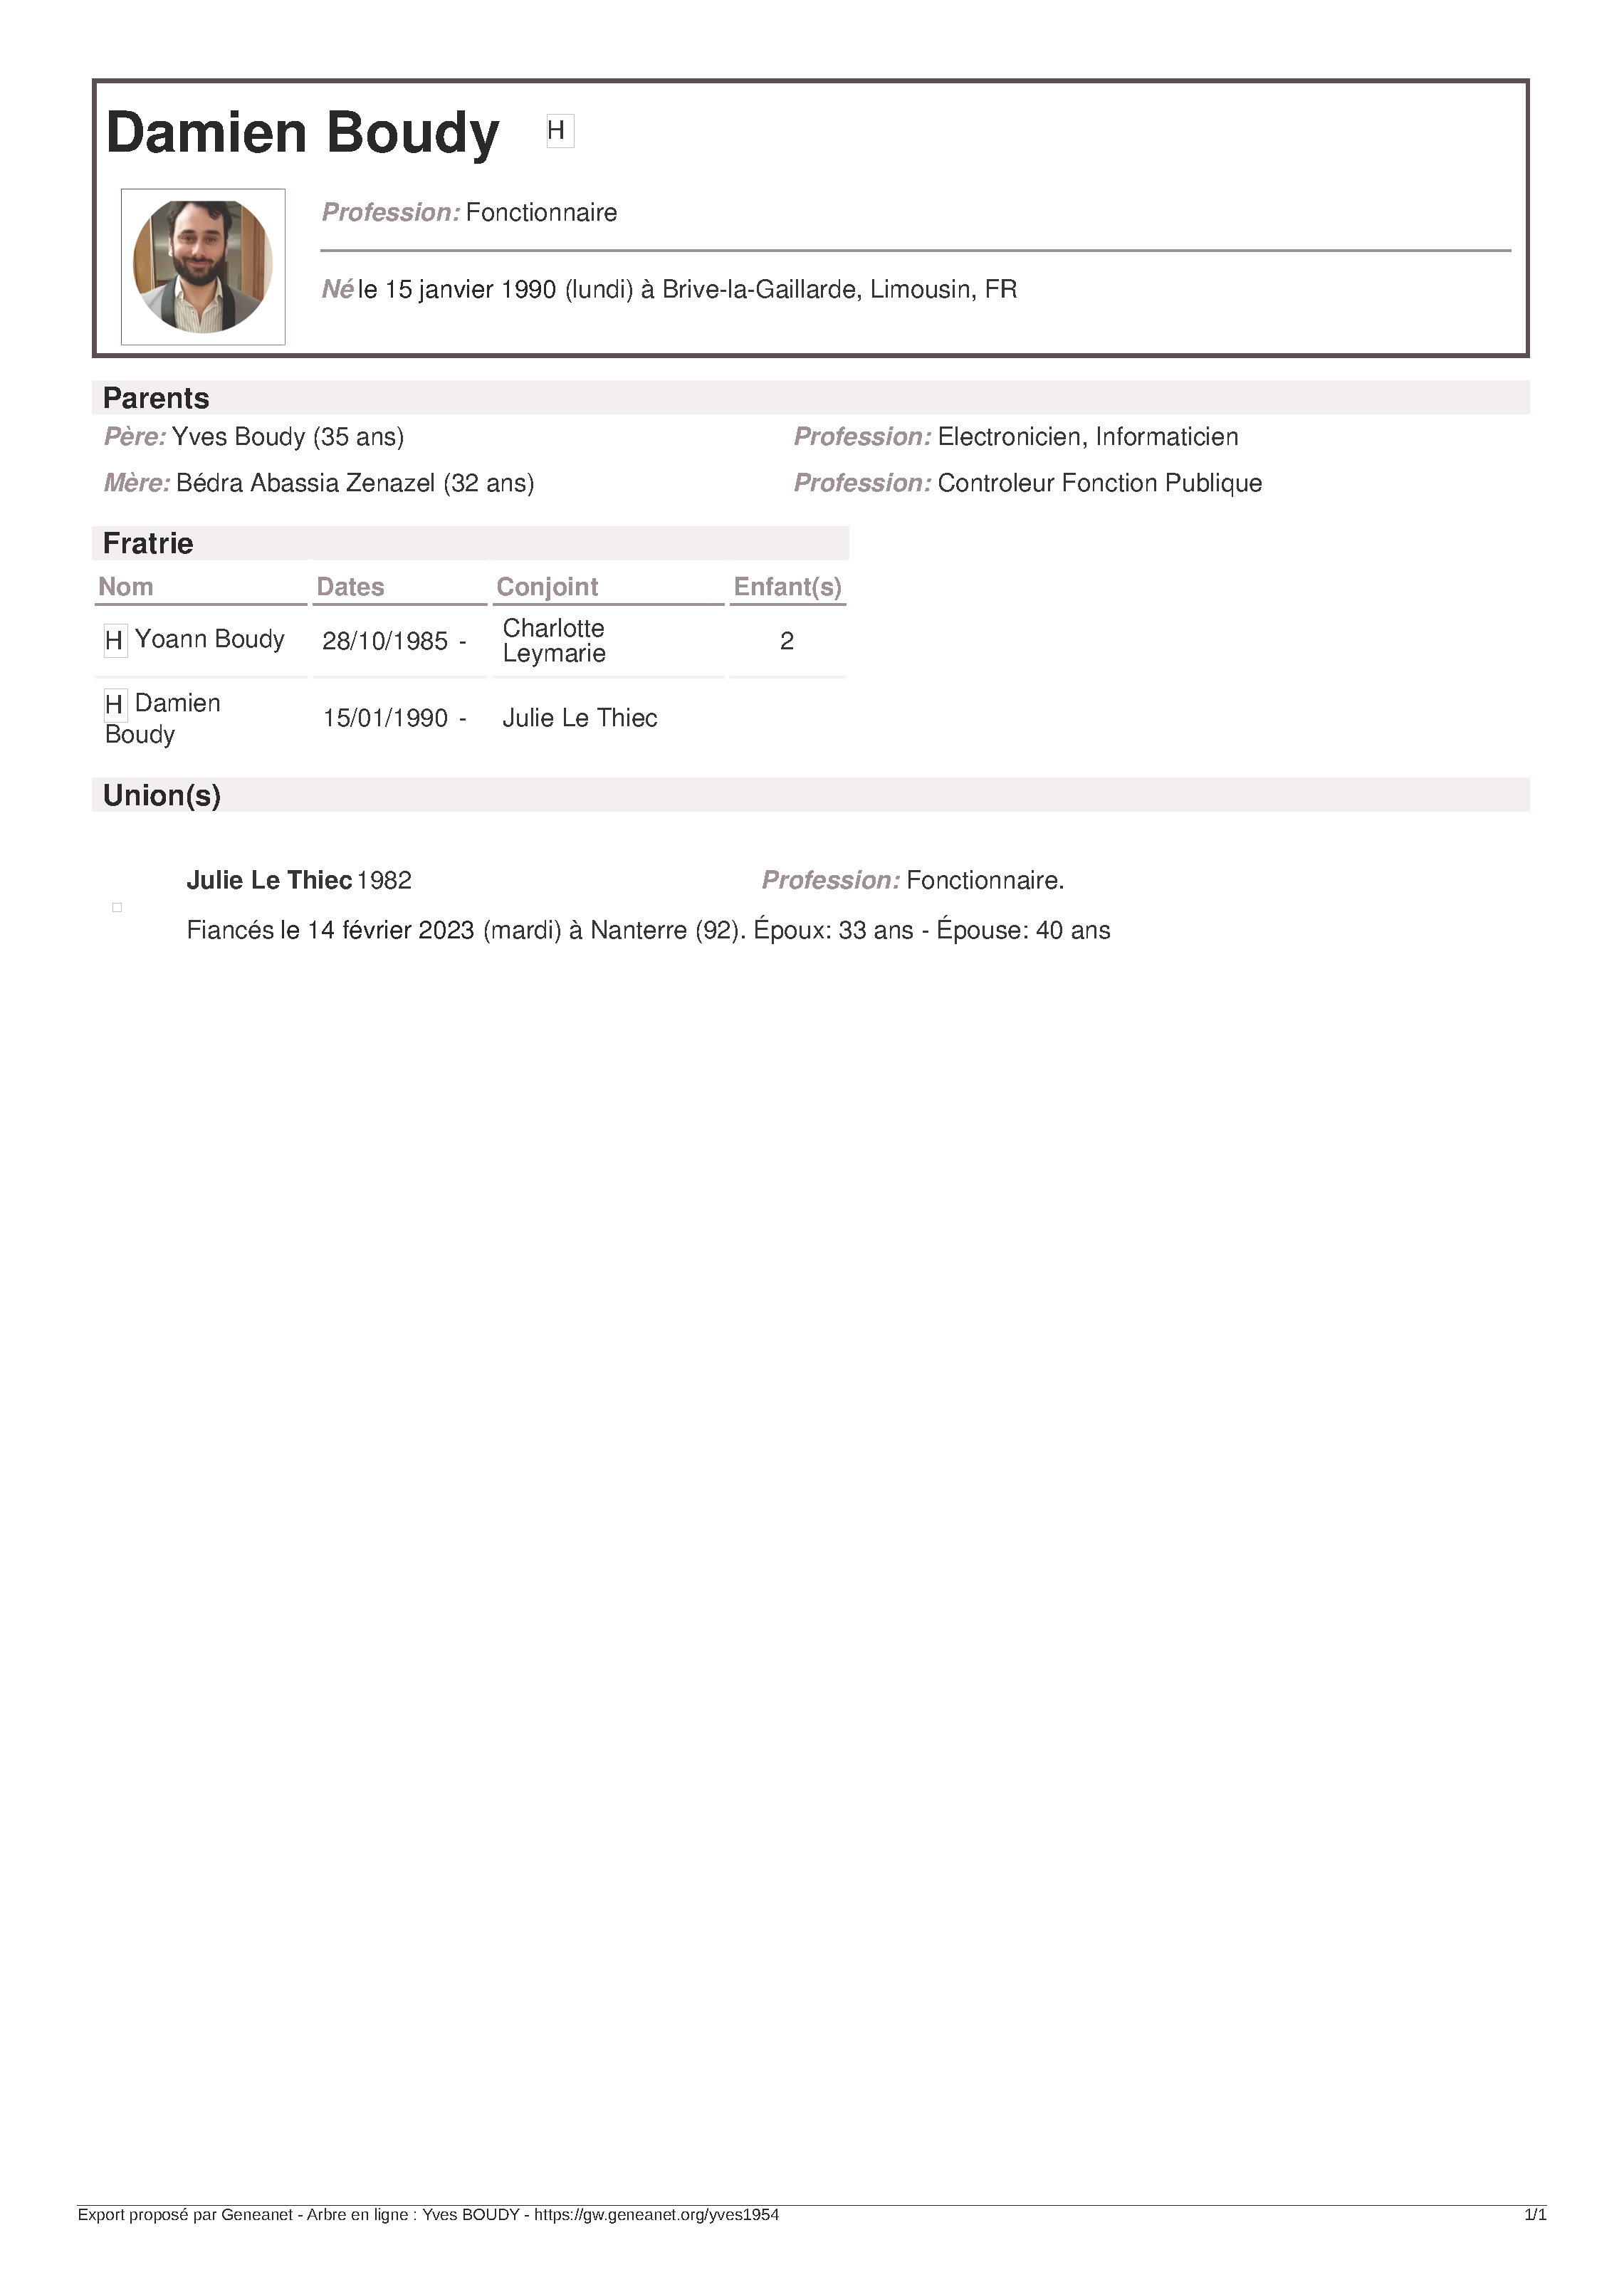 Damien Boudy H
Profession: Fonctionnaire
Né le 15 janvier 1990 (lundi) à Brive-la-Gaillarde, Limousin, FR
Parents
Père: Yves Boudy (35 ans) Profession: Electronicien, Informaticien
Mère: Bédra Abassia Zenazel (32 ans) Profession: Controleur Fonction Publique
Fratrie
Nom Dates Conjoint Enfant(s)
H Yoann Boudy 28/10/1985 - Charlotte
Leymarie 2
H Damien
Boudy 15/01/1990 - Julie Le Thiec
Union(s)
Julie Le Thiec 1982 Profession: Fonctionnaire.
Fiancés le 14 février 2023 (mardi) à Nanterre (92). Époux: 33 ans - Épouse: 40 ans
Export proposé par Geneanet - Arbre en ligne : Yves BOUDY - https://gw.geneanet.org/yves1954 1/1